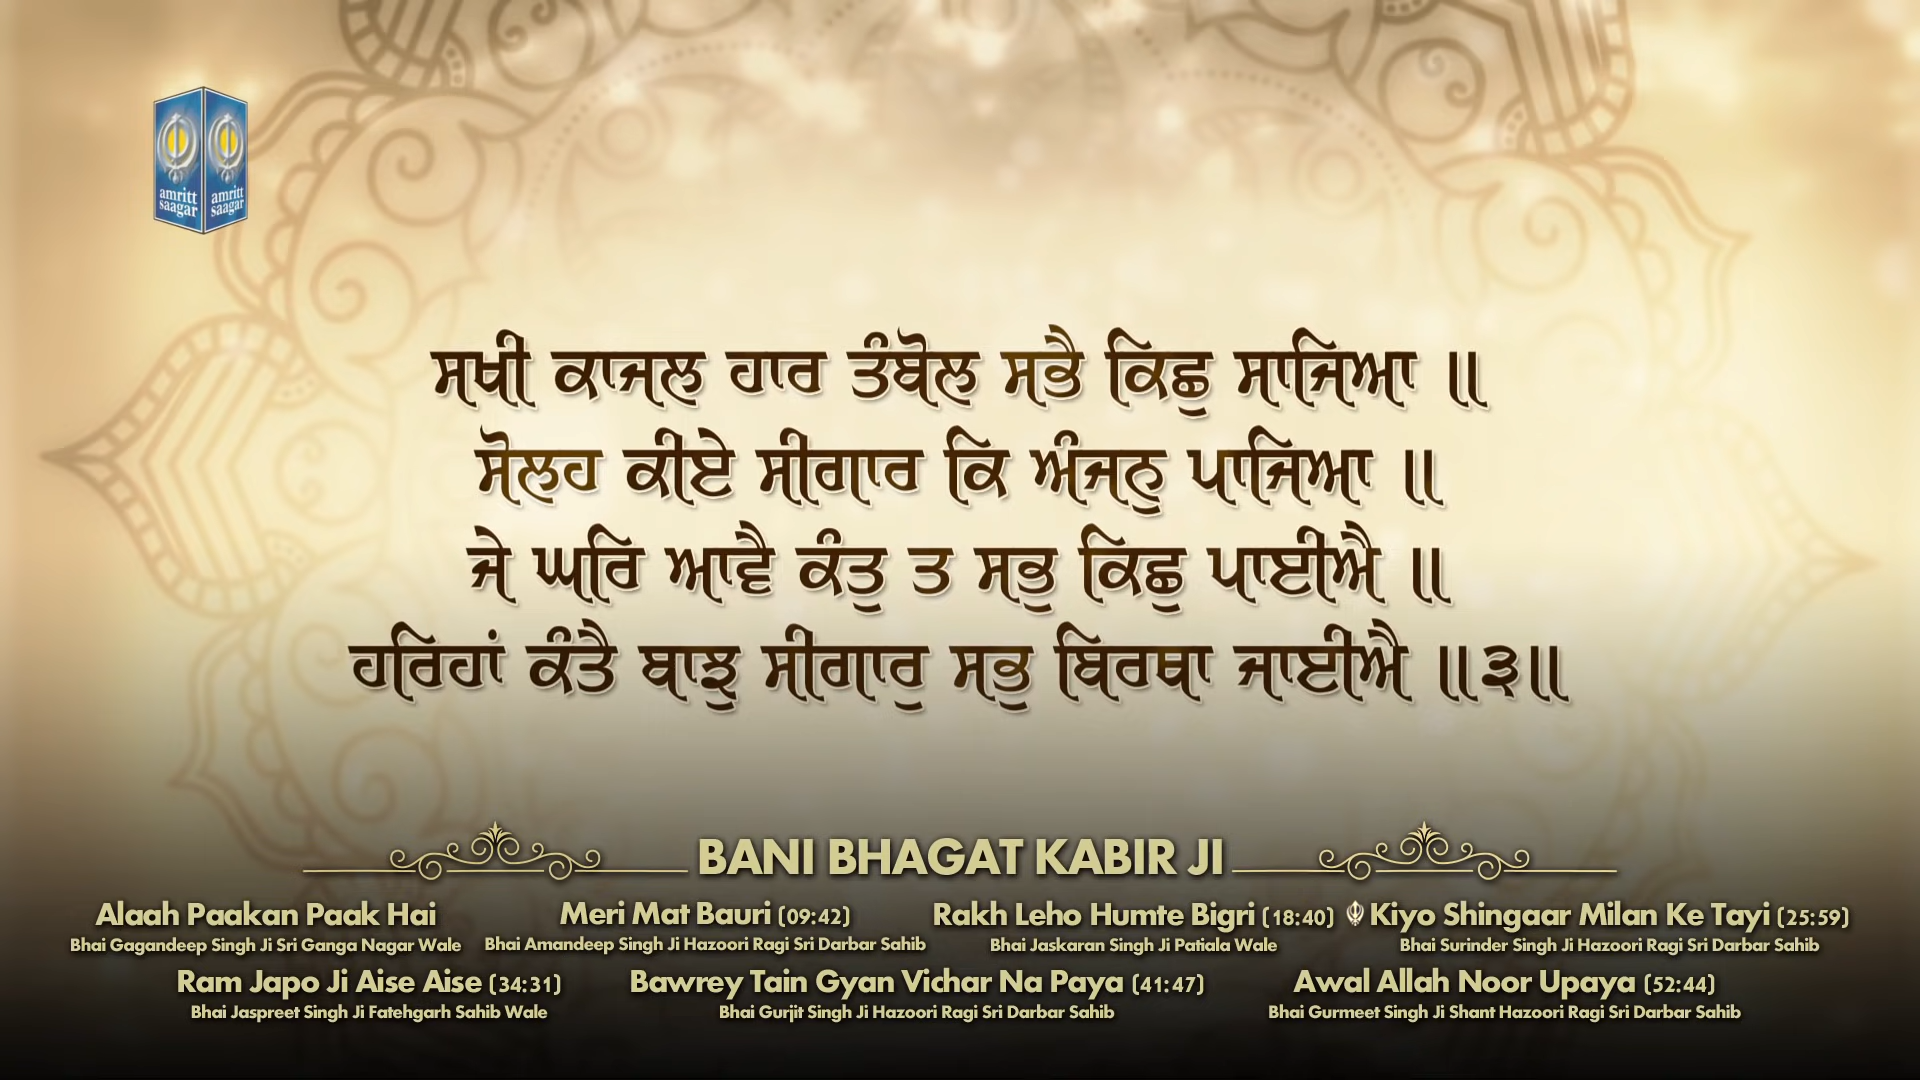 amritt saagar
amritt saagar
ਸਖੀ ਕਾਜਲ ਹਾਰ ਤੰਬੋਲ ਸਭੈ ਕਿਛੁ ਸਾਜਿਆ ॥
ਸੋਲਹ ਕੀਏ ਸੀਗਾਰ ਕਿ ਅੰਜਨੁ ਪਾਜਿਆ ॥
ਜੇ ਘਰਿ ਆਵੈ ਕੰਤੁ ਤ ਸਭੁ ਕਿਛੁ ਪਾਈਐ ॥
ਹਰਿਹਾਂ ਕੰਤੈ ਬਾਝੁ ਸੀਗਾਰੁ ਸਭੁ ਬਿਰਥਾ ਜਾਈਐ ॥੩॥
BANI BHAGAT KABIR JI
Alaah Paakan Paak Hai Meri Mat Bauri (09:42) Rakh Leho Humte Bigri (18:40) Kiyo Shingaar Milan Ke Tayi (25:59)
Bhai Gagandeep Singh Ji Sri Ganga Nagar Wale Bhai Amandeep Singh Ji Hazoori Ragi Sri Darbar Sahib Bhai Jaskaran Singh Ji Patiala Wale Bhai Surinder Singh Ji Hazoori Ragi Sri Darbar Sahib
Ram Japo Ji Aise Aise (34:31) Bawrey Tain Gyan Vichar Na Paya (41:47) Awal Allah Noor Upaya (52:44)
Bhai Jaspreet Singh Ji Fatehgarh Sahib Wale Bhai Gurjit Singh Ji Hazoori Ragi Sri Darbar Sahib Bhai Gurmeet Singh Ji Shant Hazoori Ragi Sri Darbar Sahib